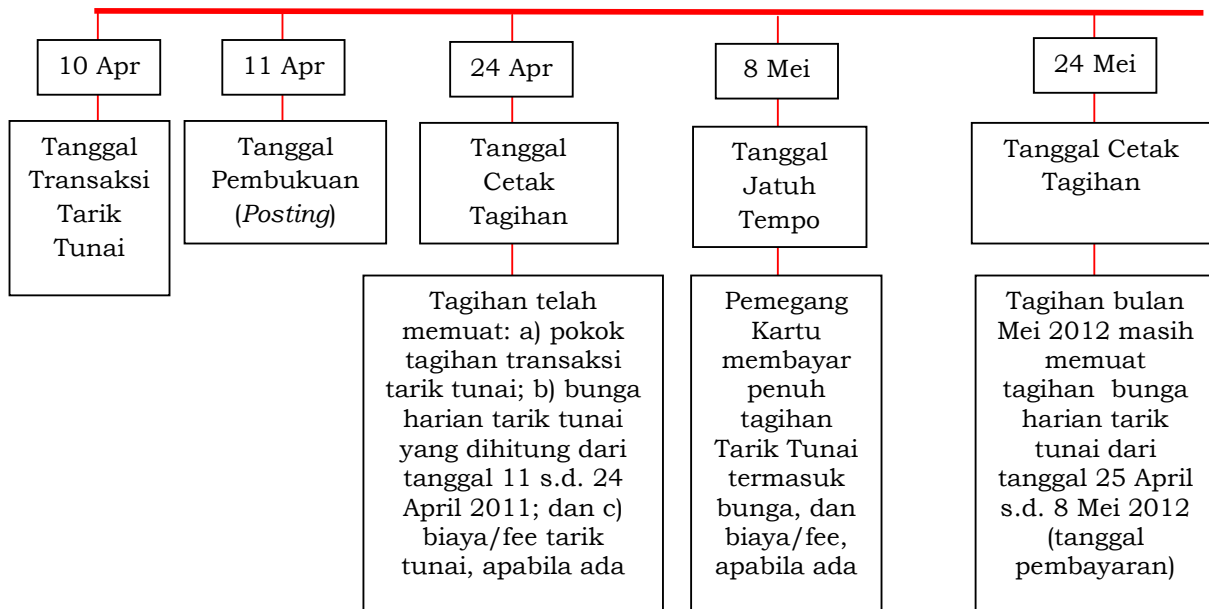 10 Apr
11 Apr
24 Apr
8 Mei
24 Mei
Tanggal
Transaksi
Tarik
Tunai
Tanggal
Pembukuan
(Posting)
Tanggal
Cetak
Tagihan
Tanggal
Jatuh
Tempo
Tanggal Cetak
Tagihan
Tagihan telah
memuat: a) pokok
tagihan transaksi
tarik tunai; b) bunga
harian tarik tunai
yang dihitung dari
tanggal 11 s.d. 24
April 2011; dan c)
biaya/fee tarik
tunai, apabila ada
Pemegang
Kartu
membayar
penuh
tagihan
Tarik Tunai
termasuk
bunga, dan
biaya/fee,
apabila ada
Tagihan bulan
Mei 2012 masih
memuat
tagihan bunga
harian tarik
tunai dari
tanggal 25 April
s.d. 8 Mei 2012
(tanggal
pembayaran)